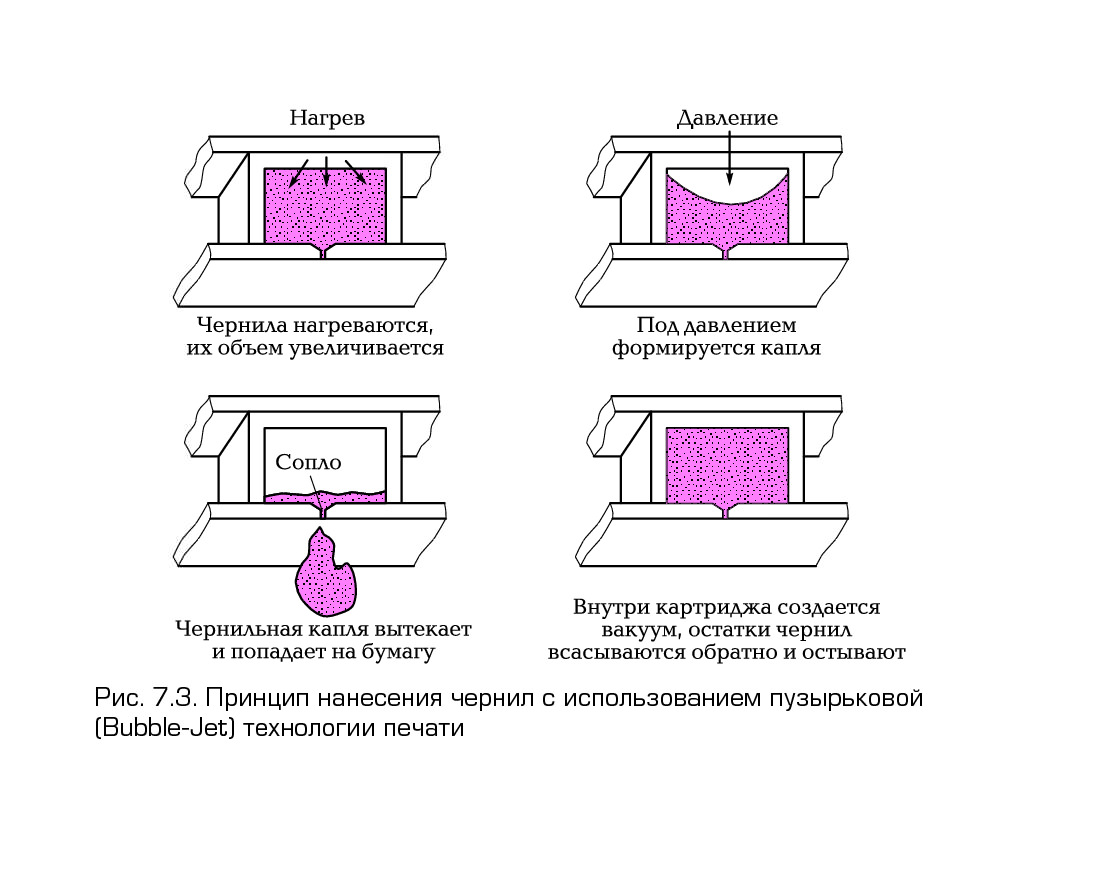 Нагрев
Давление
Чернила нагреваются,
их объем увеличивается
Под давлением
формируется капля
Сопло
Чернильная капля вытекает
и попадает на бумагу
Внутри картриджа создается
вакуум, остатки чернил
всасываются обратно и остывают
Рис. 7.3. Принцип нанесения чернил с использованием пузырьковой
(Bubble-Jet) технологии печати